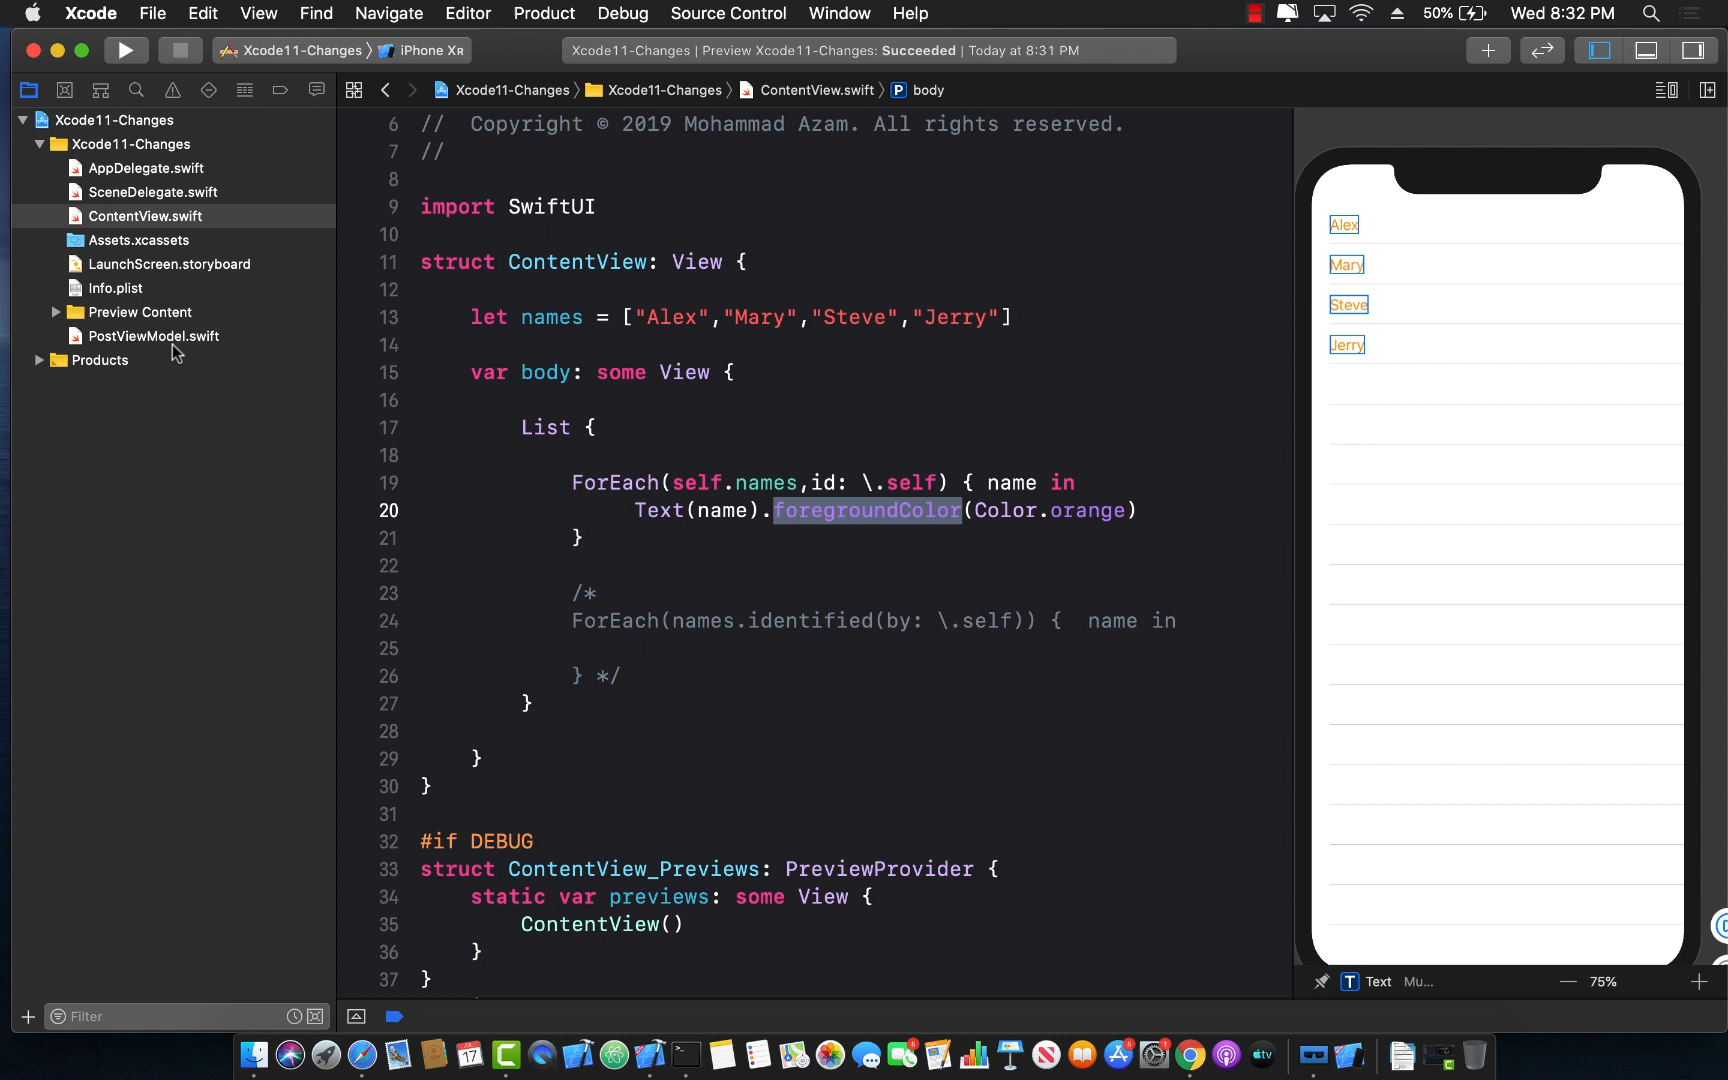 Xcode File Edit View Find Navigate Editor Product Debug Source Control Window Help 50% Wed 8:32 PM
Xcode11-Changes iPhone XR Xcode11-Changes | Preview Xcode11-Changes: Succeeded | Today at 8:31 PM
Xcode11-Changes Xcode11-Changes ContentView.swift P body
Xcode11-Changes
Xcode11-Changes
AppDelegate.swift
SceneDelegate.swift
ContentView.swift
Assets.xcassets
LaunchScreen.storyboard
Info.plist
Preview Content
PostViewModel.swift
Products
Filter
6 // Copyright © 2019 Mohammad Azam. All rights reserved.
7 //
8
9 import SwiftUI
10
11 struct ContentView: View {
12
13 let names = ["Alex","Mary","Steve","Jerry"]
14
15 var body: some View {
16
17 List {
18
19 ForEach(self.names,id: \.self) { name in
20 Text(name).foregroundColor(Color.orange)
21 }
22
23 /*
24 ForEach(names.identified(by: \.self)) {  name in
25
26 } */
27 }
28
29 }
30 }
31
32 #if DEBUG
33 struct ContentView_Previews: PreviewProvider {
34 static var previews: some View {
35 ContentView()
36 }
37 }
Alex
Mary
Steve
Jerry
T Text Mu... 75%
17
tv